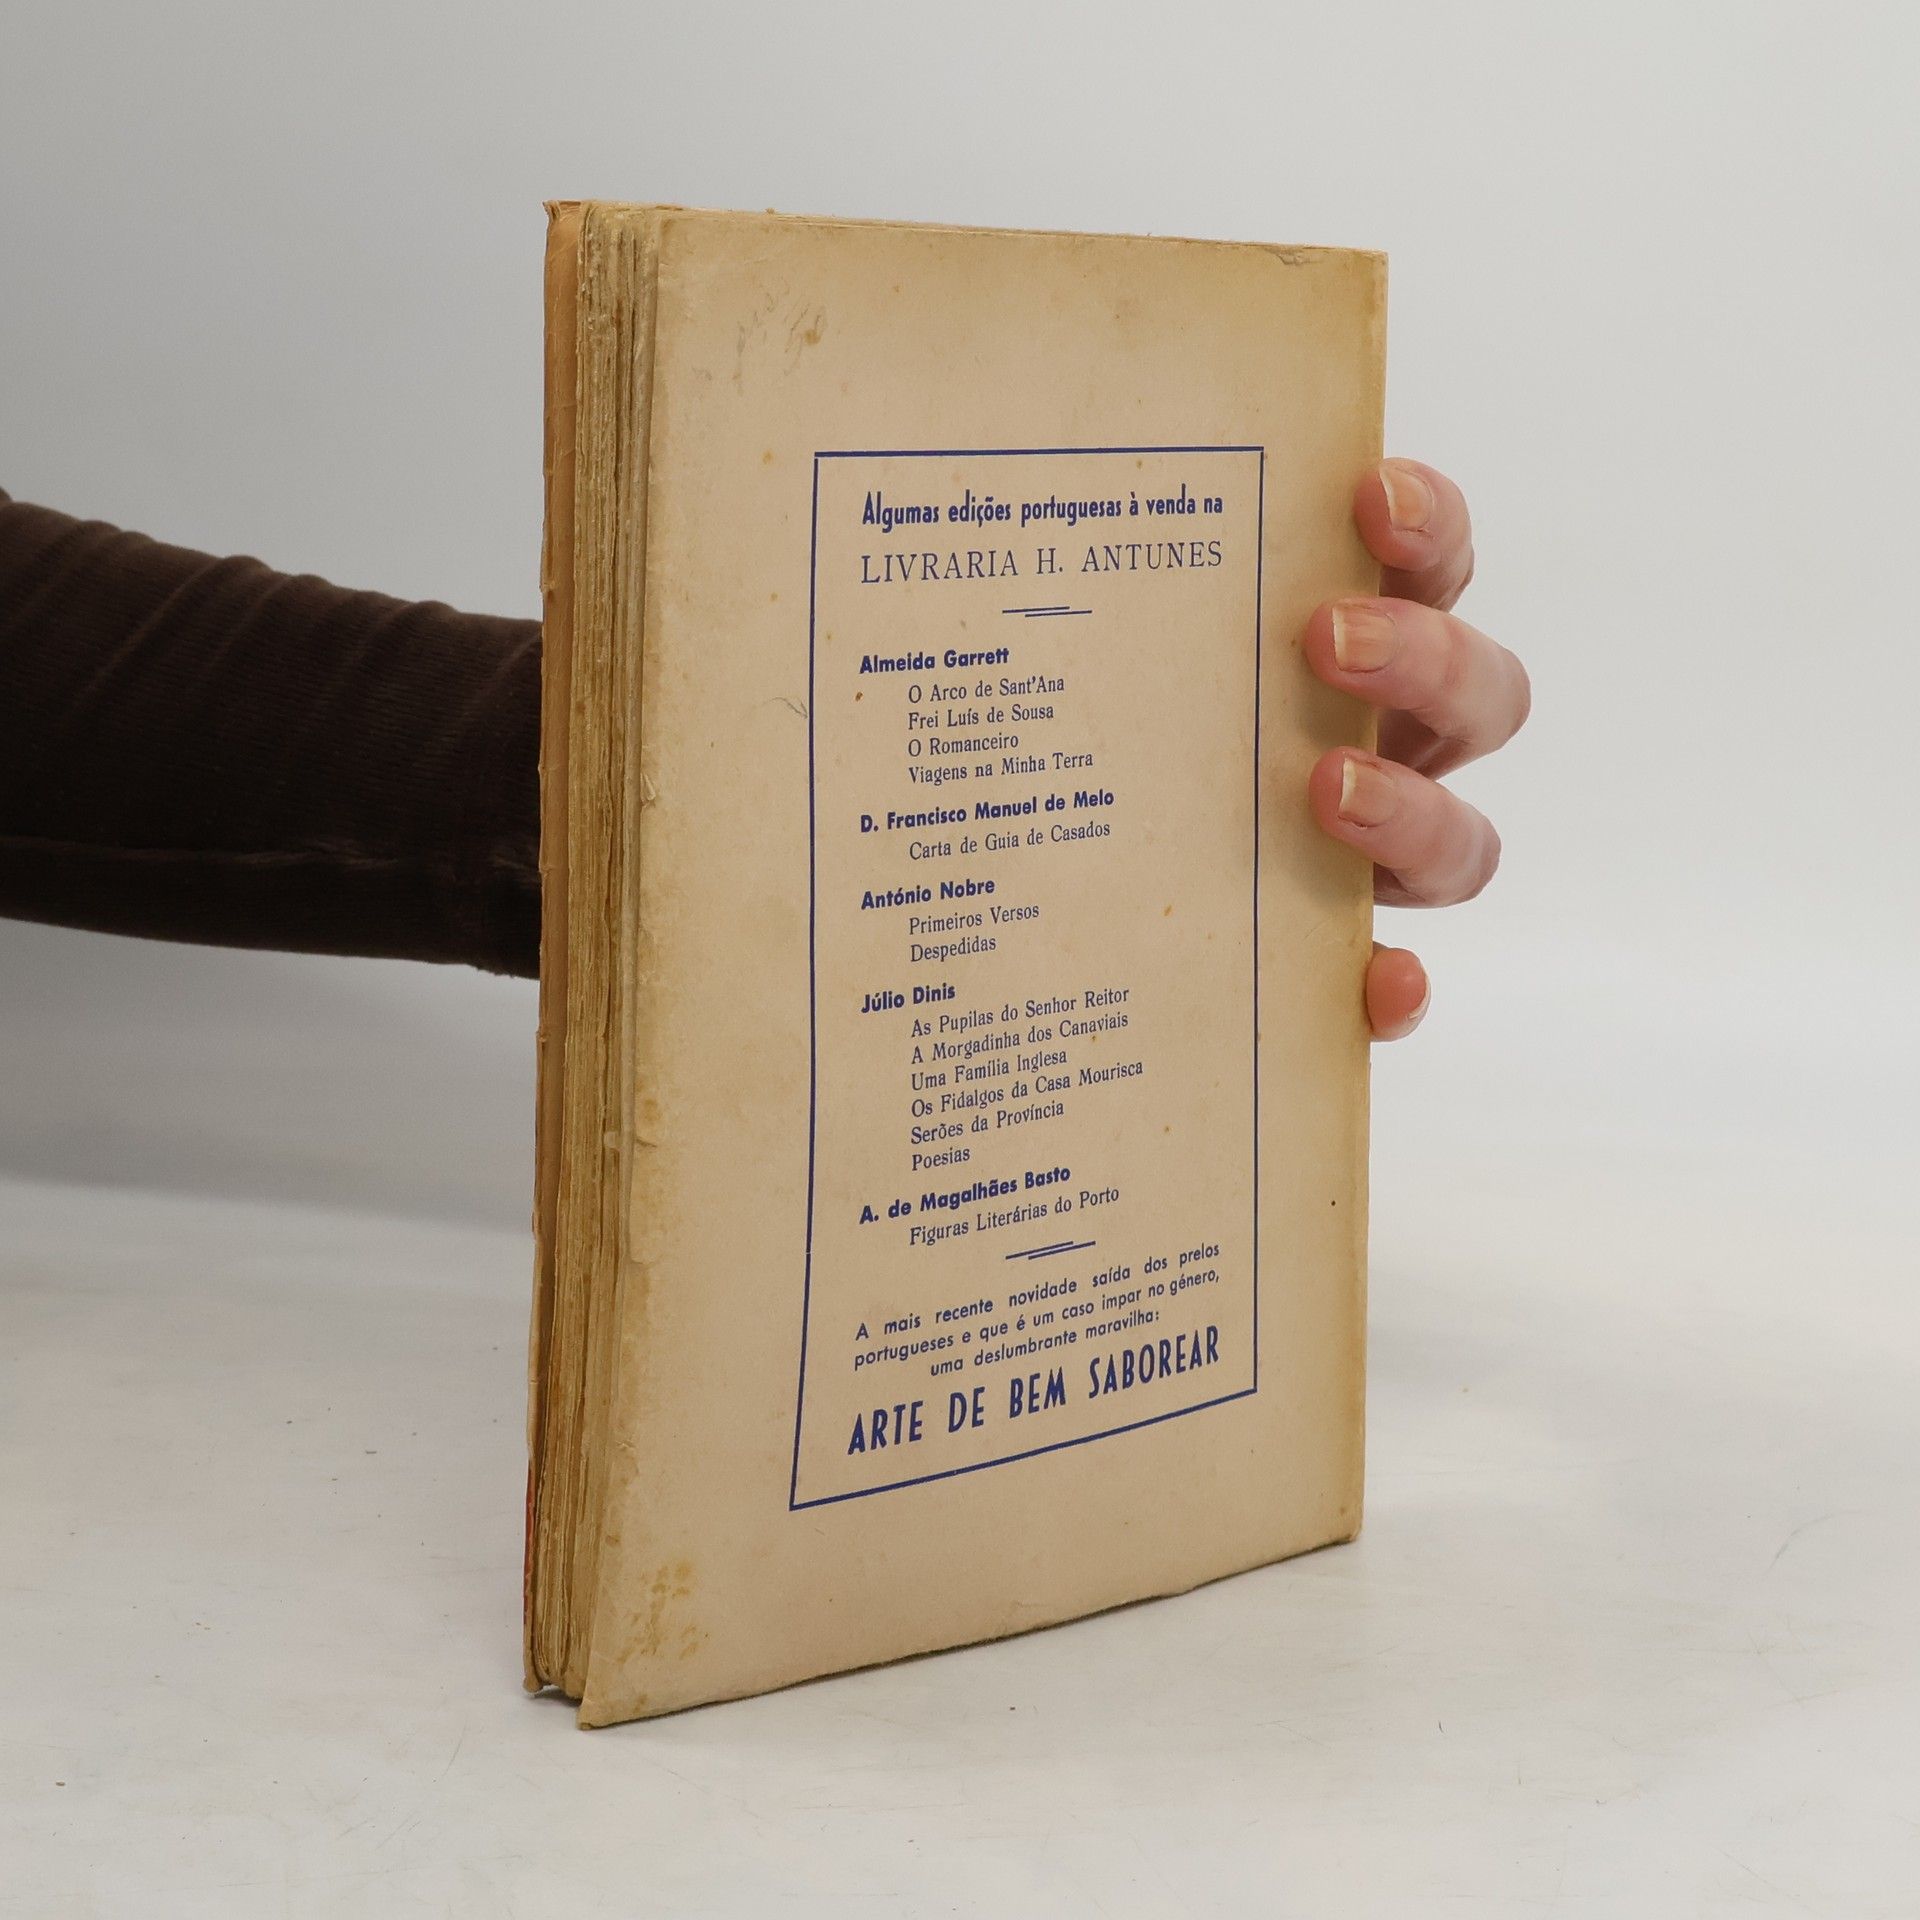 Algumas edições portuguesas à venda na
LIVRARIA H. ANTUNES
Almeida Garrett
O Arco de Sant'Ana
Frei Luís de Sousa
O Romanceiro
Viagens na Minha Terra
D. Francisco Manuel de Melo
Carta de Guia de Casados
António Nobre
Primeiros Versos
Despedidas
Júlio Dinis
As Pupilas do Senhor Reitor
A Morgadinha dos Canaviais
Uma Família Inglesa
Os Fidalgos da Casa Mourisca
Serões da Província
Poesias
A. de Magalhães Basto
Figuras Literárias do Porto
A mais recente novidade saída dos prelos
portugueses e que é um caso impar no género,
uma deslumbrante maravilha:
ARTE DE BEM SABOREAR